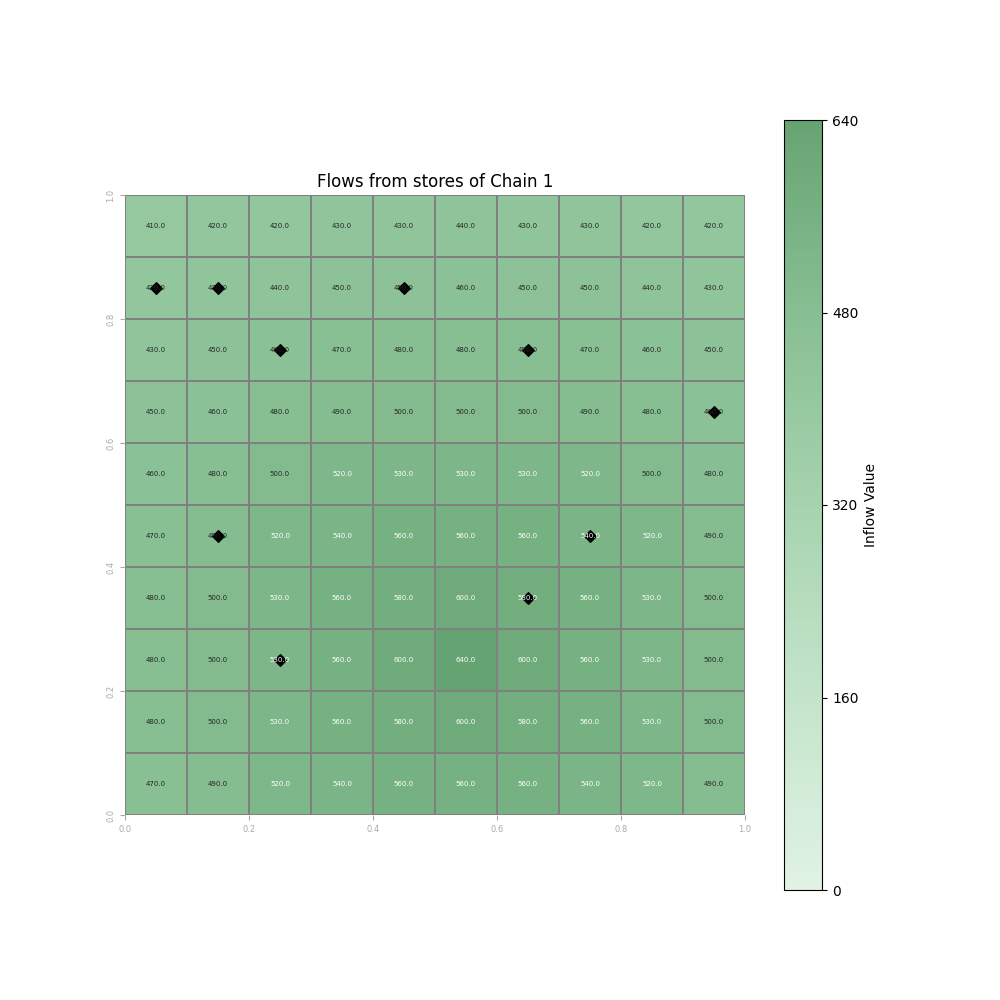 Flows from stores of Chain 1
1.0 410.0 420.0 420.0 430.0 430.0 440.0 430.0 430.0 420.0 420.0
440.0 450.0 460.0 450.0 450.0 440.0 430.0
0.8
430.0 450.0 470.0 480.0 480.0 470.0 460.0 450.0
450.0 460.0 480.0 490.0 500.0 500.0 500.0 490.0 480.0
0.6
460.0 480.0 500.0 520.0 530.0 530.0 530.0 520.0 500.0 480.0
470.0 520.0 540.0 560.0 560.0 560.0 540.0 520.0 490.0
0.4
480.0 500.0 530.0 560.0 580.0 600.0 560.0 530.0 500.0
480.0 500.0 560.0 600.0 640.0 600.0 560.0 530.0 500.0
0.2
480.0 500.0 530.0 560.0 580.0 600.0 580.0 560.0 530.0 500.0
470.0 490.0 520.0 540.0 560.0 560.0 560.0 540.0 520.0 490.0
0.0
0.0 0.2 0.4 0.6 0.8 1.0
640
480
320
160
0
Inflow Value